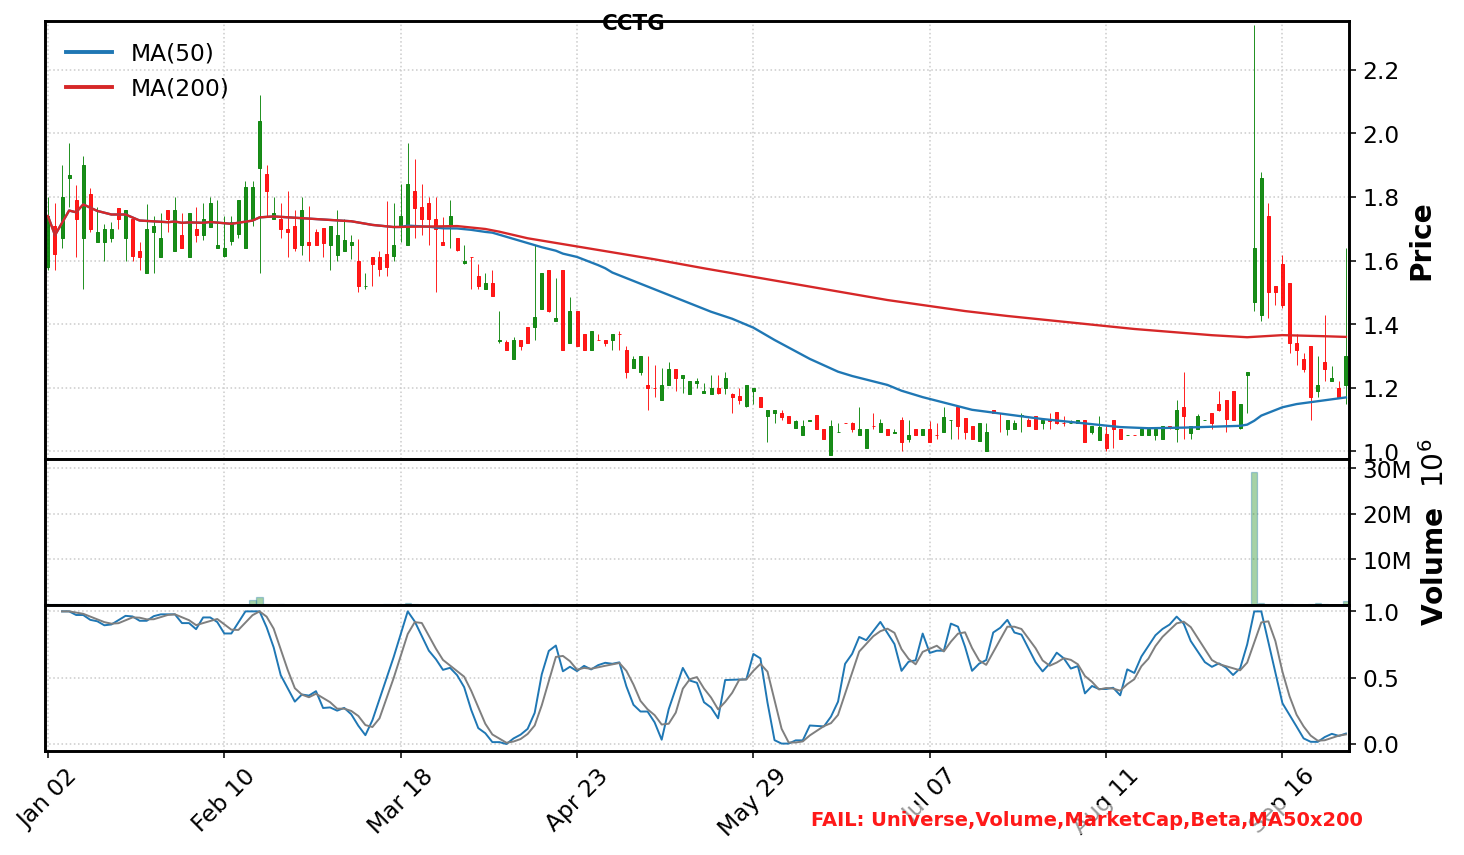 CCTG
MA(50)
MA(200)
2.2
2.0
1.8
1.6
1.4
1.2
1.0
Price
30M
20M
10M
Volume 10^6
1.0
0.5
0.0
Jan 02
Feb 10
Mar 18
Apr 23
May 29
Jul 07
Aug 11
Sep 16
FAIL: Universe,Volume,MarketCap,Beta,MA50x200